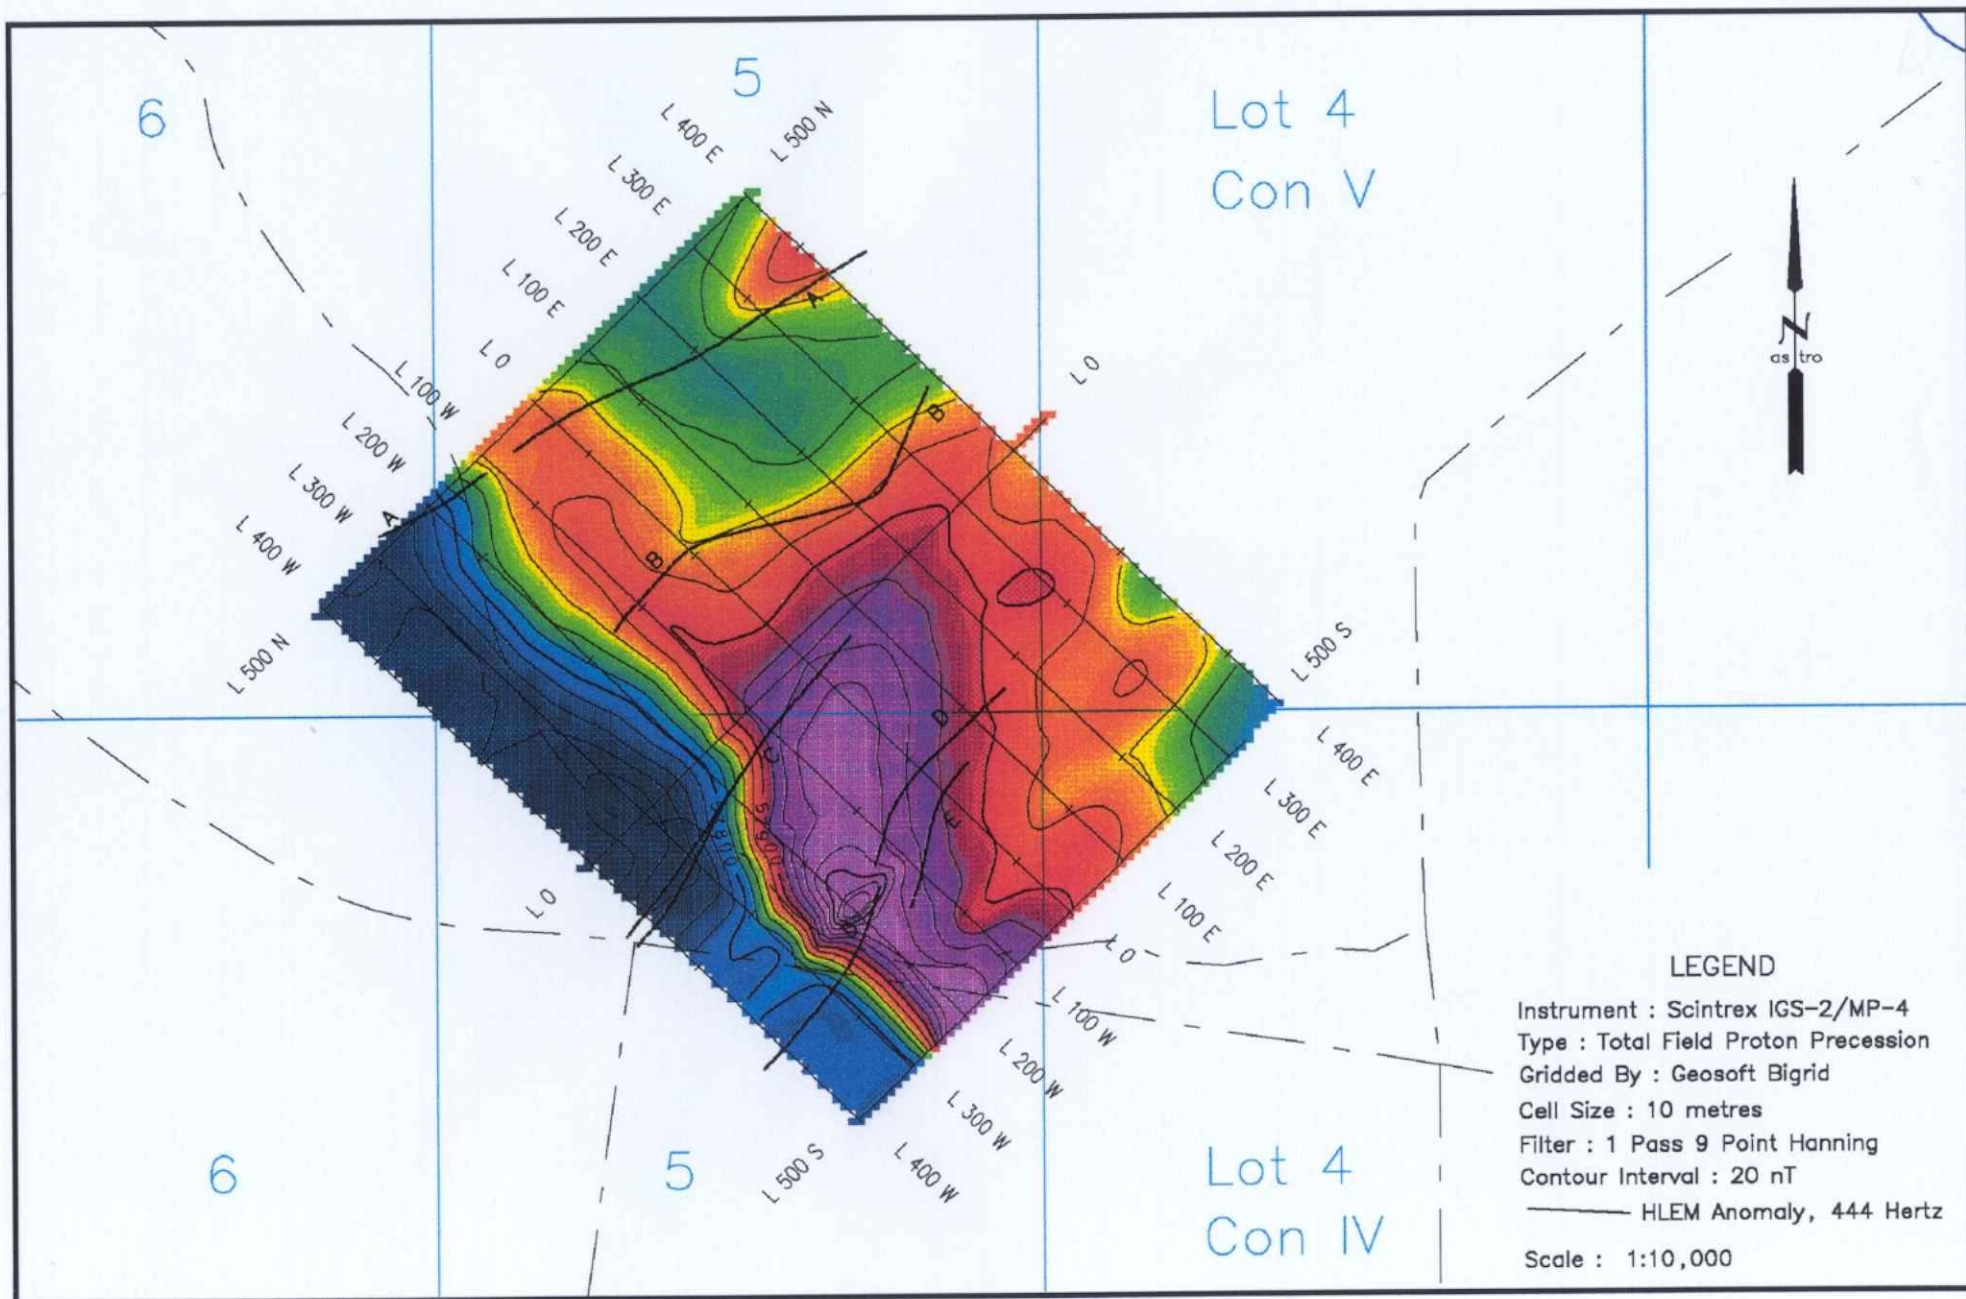 6
5
Lot 4
Con V
L 400 E
L 500 N
L 300 E
L 200 E
L 100 E
L 0
L 100 W
L 200 W
L 300 W
L 400 W
L 500 N
L 0
L 0
A
A
B
B
C
D
D
E
57800
57900
N
astro
L 500 S
L 400 E
L 300 E
L 200 E
L 100 E
L 0
L 100 W
L 200 W
L 300 W
L 400 W
L 500 S
6
5
Lot 4
Con IV
LEGEND
Instrument : Scintrex IGS-2/MP-4
Type : Total Field Proton Precession
Gridded By : Geosoft Bigrid
Cell Size : 10 metres
Filter : 1 Pass 9 Point Hanning
Contour Interval : 20 nT
HLEM Anomaly, 444 Hertz
Scale : 1:10,000